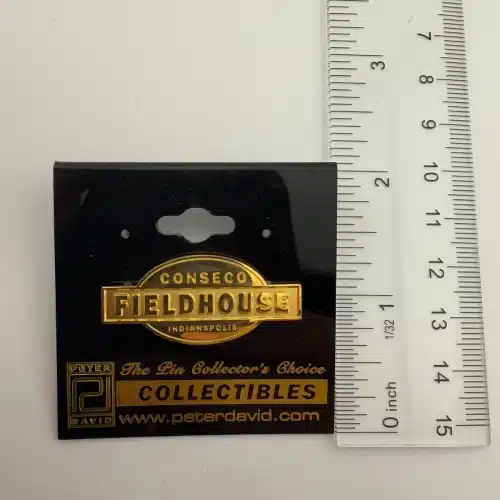 CONSECO
FIELDHOUSE
INDIANAPOLIS
PETER
DAVID
The Pin Collector's Choice
COLLECTIBLES
www.peterdavid.com
7
8
9
10
11
12
13
14
15
3
2
1
1/32
0 inch